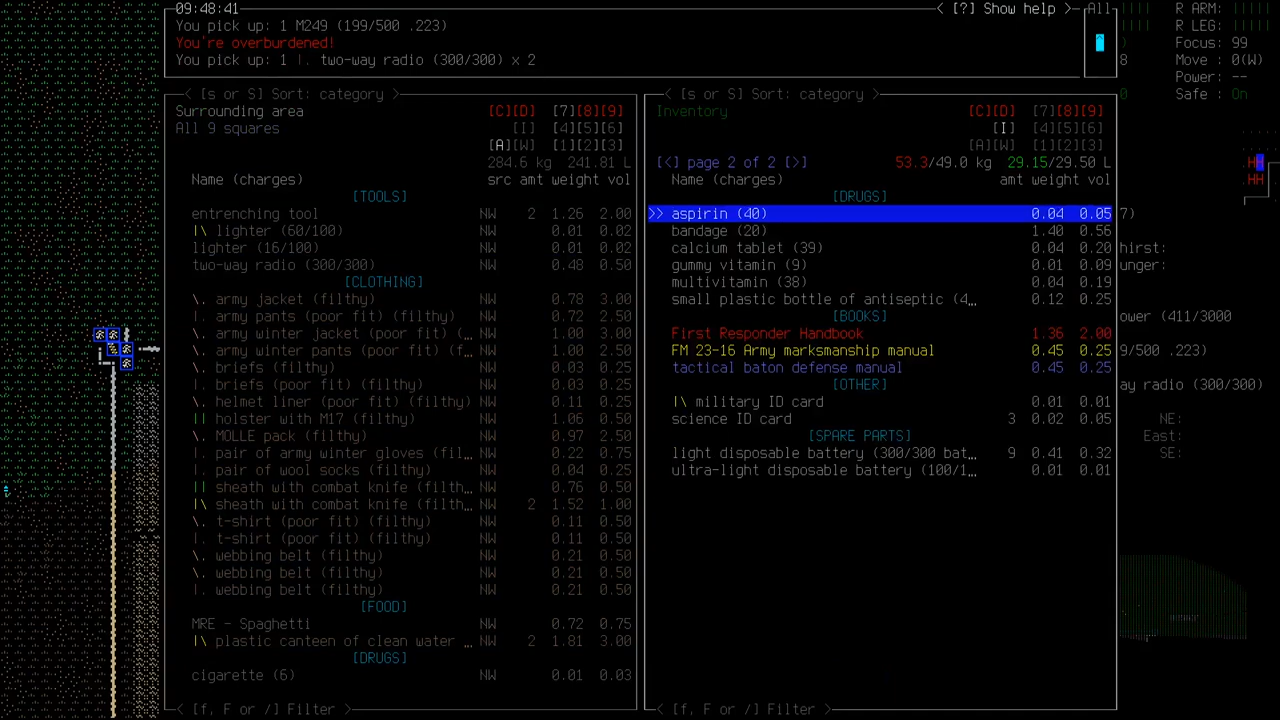 09:48:41 < [?] Show help > All R ARM:
You pick up: 1 M249 (199/500 .223) R LEG:
You're overburdened! Focus: 99
You pick up: 1 |. two-way radio (300/300) x 2 8 Move: 0(W)
Power: --
0 Safe : On
< [s or S] Sort: category > < [s or S] Sort: category >
Surrounding area [C][D] [7][8][9] Inventory [C][D] [7][8][9]
All 9 squares [I] [4][5][6] [I] [4][5][6]
[A][W] [1][2][3] [A][W] [1][2][3]
284.6 kg 241.81 L [<] page 2 of 2 [>] 53.3/49.0 kg 29.15/29.50 L
Name (charges) src amt weight vol Name (charges) amt weight vol
[TOOLS] [DRUGS]
entrenching tool NW 2 1.26 2.00 >> aspirin (40) 0.04 0.05 7)
|\ lighter (60/100) NW 0.01 0.02 bandage (20) 1.40 0.56
lighter (16/100) NW 0.01 0.02 calcium tablet (39) 0.04 0.20 hirst:
two-way radio (300/300) NW 0.48 0.50 gummy vitamin (9) 0.01 0.09 unger:
[CLOTHING] multivitamin (38) 0.04 0.19
\. army jacket (filthy) NW 0.78 3.00 small plastic bottle of antiseptic (4… 0.12 0.25
|. army pants (poor fit) (filthy) NW 0.72 2.50 [BOOKS] ower (411/3000
\. army winter jacket (poor fit) (… NW 1.00 3.00 First Responder Handbook 1.36 2.00
\. army winter pants (poor fit) (f… NW 1.00 2.50 FM 23-16 Army marksmanship manual 0.45 0.25 9/500 .223)
\. briefs (filthy) NW 0.03 0.25 tactical baton defense manual 0.45 0.25
|. briefs (poor fit) (filthy) NW 0.03 0.25 [OTHER] ay radio (300/300)
\. helmet liner (poor fit) (filthy) NW 0.11 0.25 |\ military ID card 0.01 0.01
|| holster with M17 (filthy) NW 1.06 0.50 science ID card 3 0.02 0.05 NE:
\. MOLLE pack (filthy) NW 0.97 2.50 [SPARE PARTS] East:
\. pair of army winter gloves (fil… NW 0.22 0.75 light disposable battery (300/300 bat… 9 0.41 0.32 SE:
|. pair of wool socks (filthy) NW 0.04 0.25 ultra-light disposable battery (100/1… 0.01 0.01
|| sheath with combat knife (filth… NW 0.76 0.50
|\ sheath with combat knife (filth… NW 2 1.52 1.00
\. t-shirt (poor fit) (filthy) NW 0.11 0.50
|. t-shirt (poor fit) (filthy) NW 0.11 0.50
\. webbing belt (filthy) NW 0.21 0.50
\. webbing belt (filthy) NW 0.21 0.50
|. webbing belt (filthy) NW 0.21 0.50
[FOOD]
MRE - Spaghetti NW 0.72 0.75
|\ plastic canteen of clean water … NW 2 1.81 3.00
[DRUGS]
cigarette (6) NW 0.01 0.03
< [f, F or /] Filter > < [f, F or /] Filter >